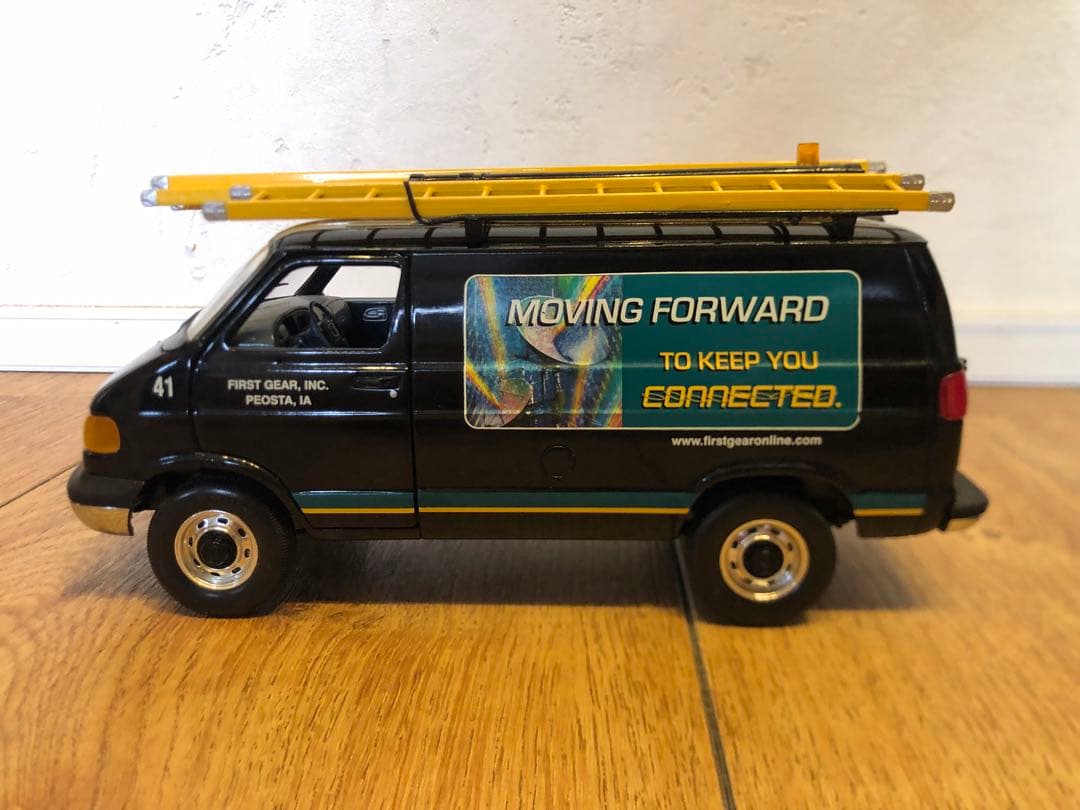 MOVING FORWARD
TO KEEP YOU
CONNECTED.
www.firstgearonline.com
41
FIRST GEAR, INC.
PEOSTA, IA